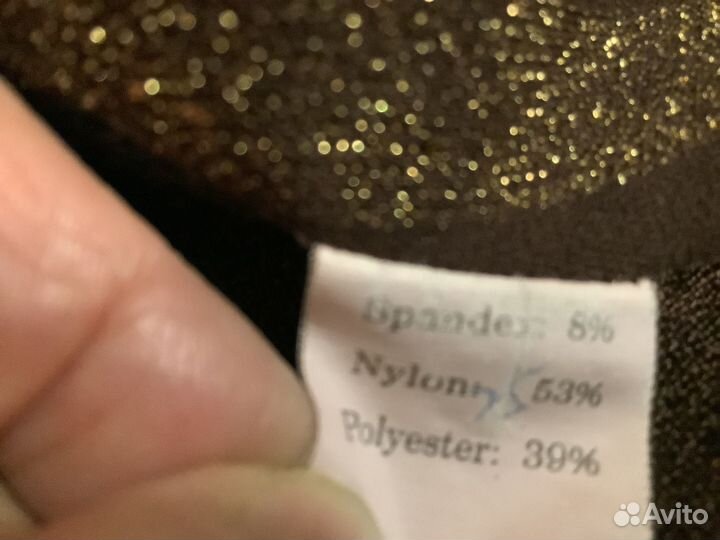 Spandex: 8%
Nylon: 53%
Polyester: 39%
Avito